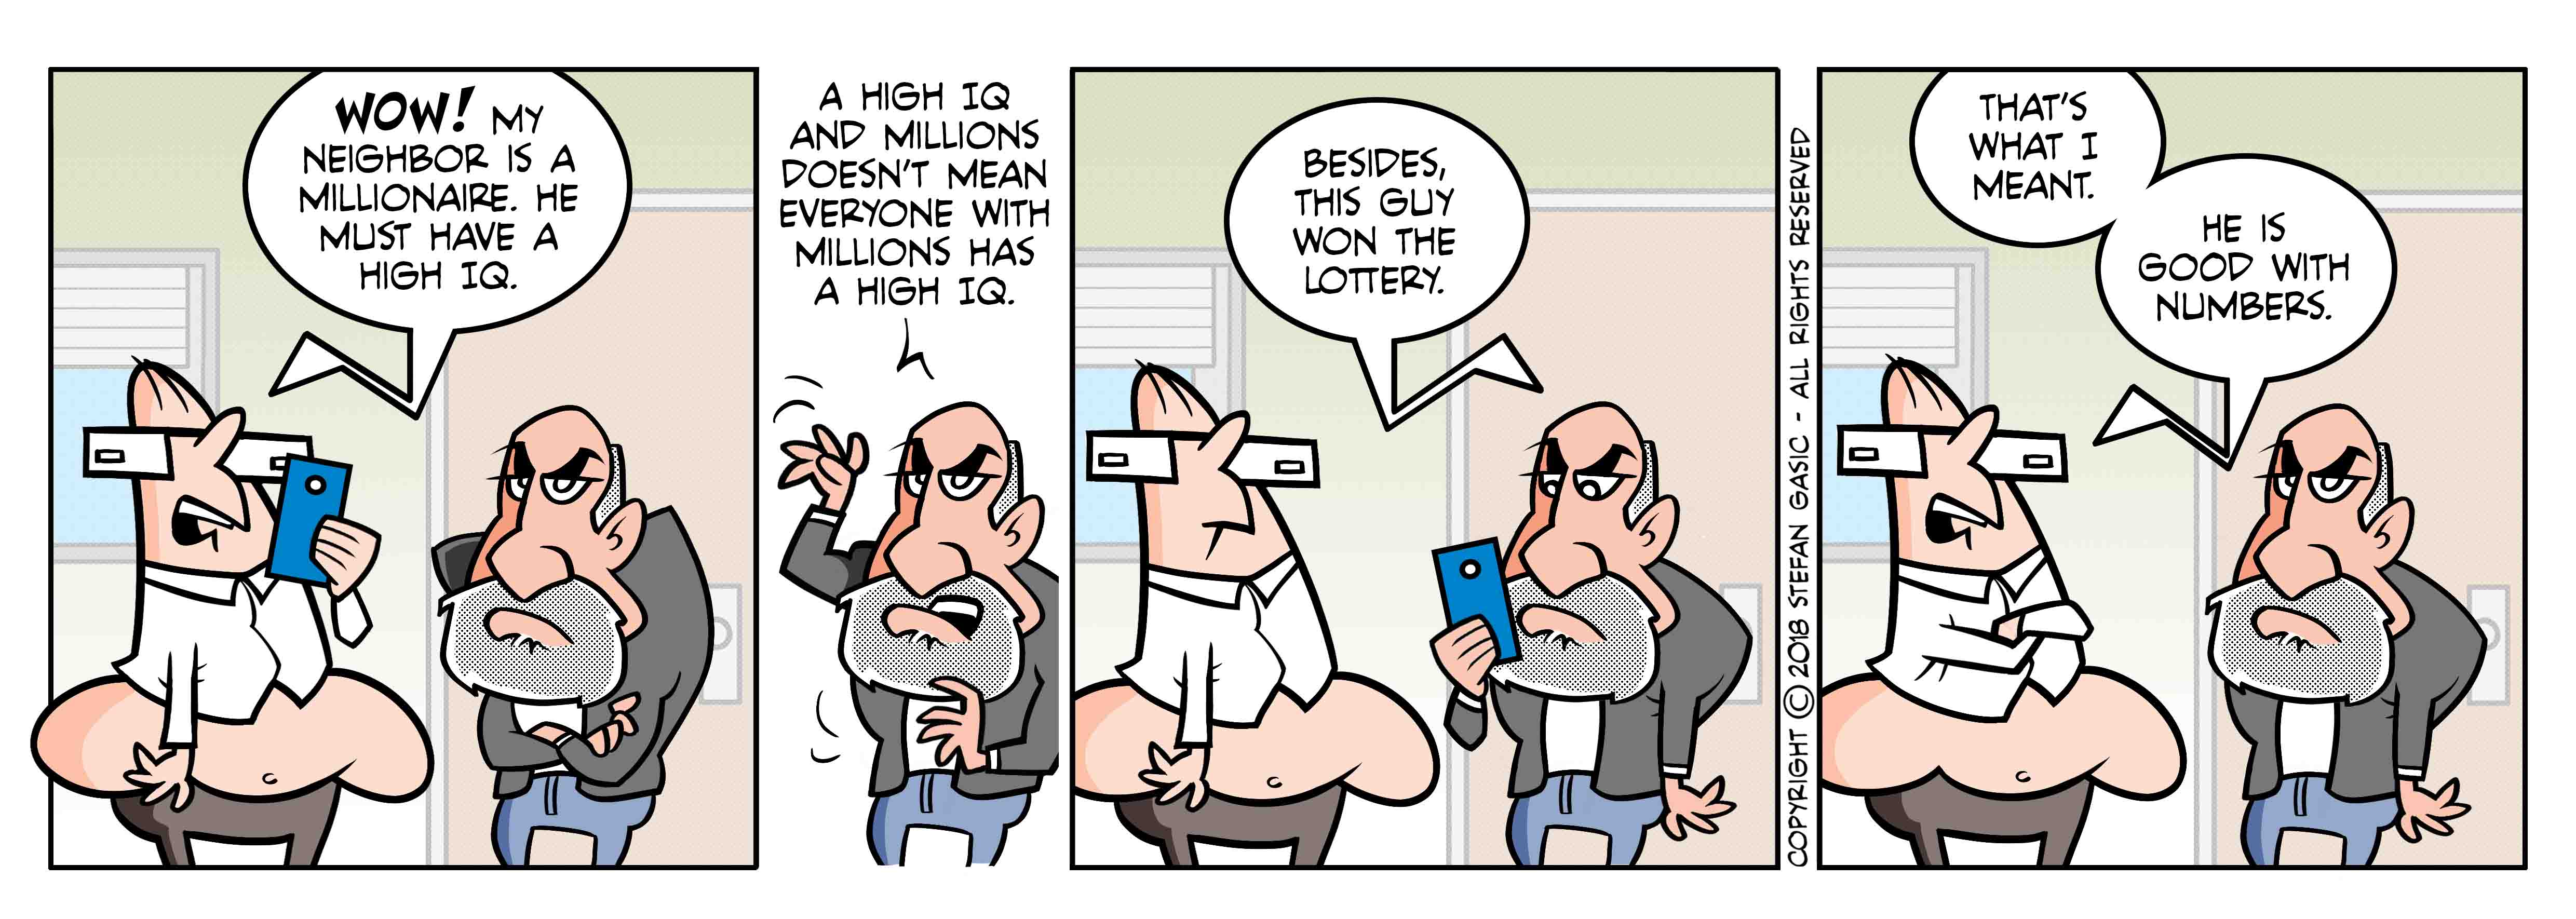 WOW! MY
NEIGHBOR IS A
MILLIONAIRE. HE
MUST HAVE A
HIGH IQ.
A HIGH IQ
AND MILLIONS
DOESN'T MEAN
EVERYONE WITH
MILLIONS HAS
A HIGH IQ.
BESIDES,
THIS GUY
WON THE
LOTTERY.
COPYRIGHT © 2018 STEFAN GASIC - ALL RIGHTS RESERVED
THAT'S
WHAT I
MEANT.
HE IS
GOOD WITH
NUMBERS.